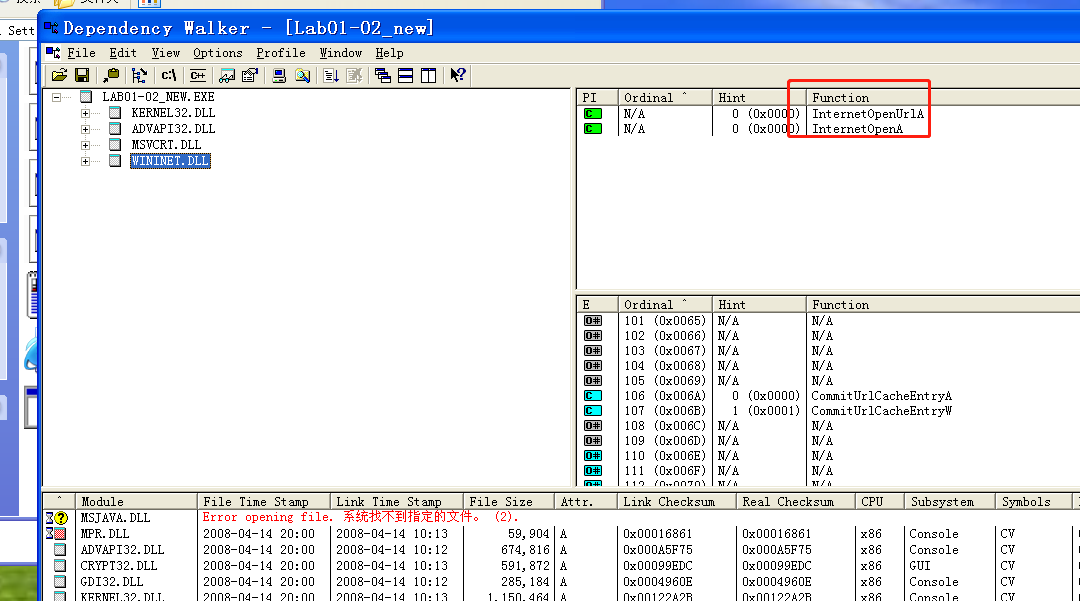 Sett
Dependency Walker - [Lab01-02_new]
File Edit View Options Profile Window Help
c:\ C++
LAB01-02_NEW.EXE
KERNEL32.DLL
ADVAPI32.DLL
MSVCRT.DLL
WININET.DLL
PI Ordinal ^ Hint Function
C N/A 0 (0x0000) InternetOpenUrlA
C N/A 0 (0x0000) InternetOpenA
E Ordinal ^ Hint Function
O# 101 (0x0065) N/A N/A
O# 102 (0x0066) N/A N/A
O# 103 (0x0067) N/A N/A
O# 104 (0x0068) N/A N/A
O# 105 (0x0069) N/A N/A
C 106 (0x006A) 0 (0x0000) CommitUrlCacheEntryA
C 107 (0x006B) 1 (0x0001) CommitUrlCacheEntryW
O# 108 (0x006C) N/A N/A
O# 109 (0x006D) N/A N/A
O# 110 (0x006E) N/A N/A
O# 111 (0x006F) N/A N/A
O# 112 (0x0070) N/A N/A
^ Module File Time Stamp Link Time Stamp File Size Attr. Link Checksum Real Checksum CPU Subsystem Symbols
MSJAVA.DLL Error opening file. 系统找不到指定的文件。 (2).
MPR.DLL 2008-04-14 20:00 2008-04-14 10:13 59,904 A 0x00016861 0x00016861 x86 Console CV
ADVAPI32.DLL 2008-04-14 20:00 2008-04-14 10:12 674,816 A 0x000A5F75 0x000A5F75 x86 Console CV
CRYPT32.DLL 2008-04-14 20:00 2008-04-14 10:13 591,872 A 0x00099EDC 0x00099EDC x86 GUI CV
GDI32.DLL 2008-04-14 20:00 2008-04-14 10:12 285,184 A 0x0004960E 0x0004960E x86 Console CV
KERNEL32.DLL 2008-04-14 20:00 2008-04-14 10:13 1,150,464 A 0x00122A2B 0x00122A2B x86 Console CV